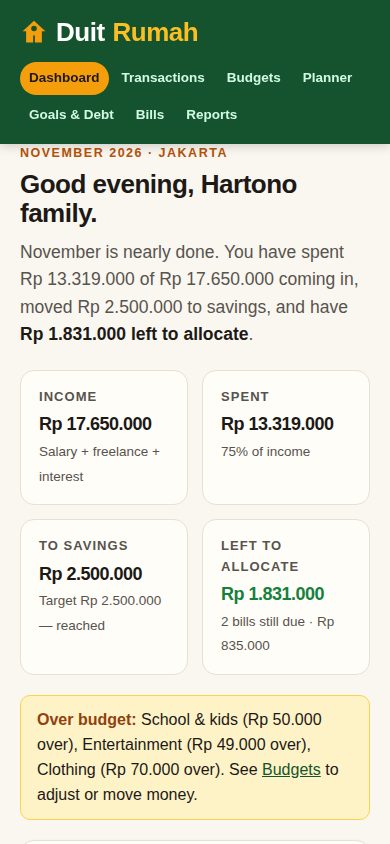 Duit Rumah
Dashboard Transactions Budgets Planner
Goals & Debt Bills Reports
NOVEMBER 2026 · JAKARTA
Good evening, Hartono
family.
November is nearly done. You have spent
Rp 13.319.000 of Rp 17.650.000 coming in,
moved Rp 2.500.000 to savings, and have
Rp 1.831.000 left to allocate.
INCOME
Rp 17.650.000
Salary + freelance +
interest
SPENT
Rp 13.319.000
75% of income
TO SAVINGS
Rp 2.500.000
Target Rp 2.500.000
— reached
LEFT TO
ALLOCATE
Rp 1.831.000
2 bills still due · Rp
835.000
Over budget: School & kids (Rp 50.000
over), Entertainment (Rp 49.000 over),
Clothing (Rp 70.000 over). See Budgets to
adjust or move money.